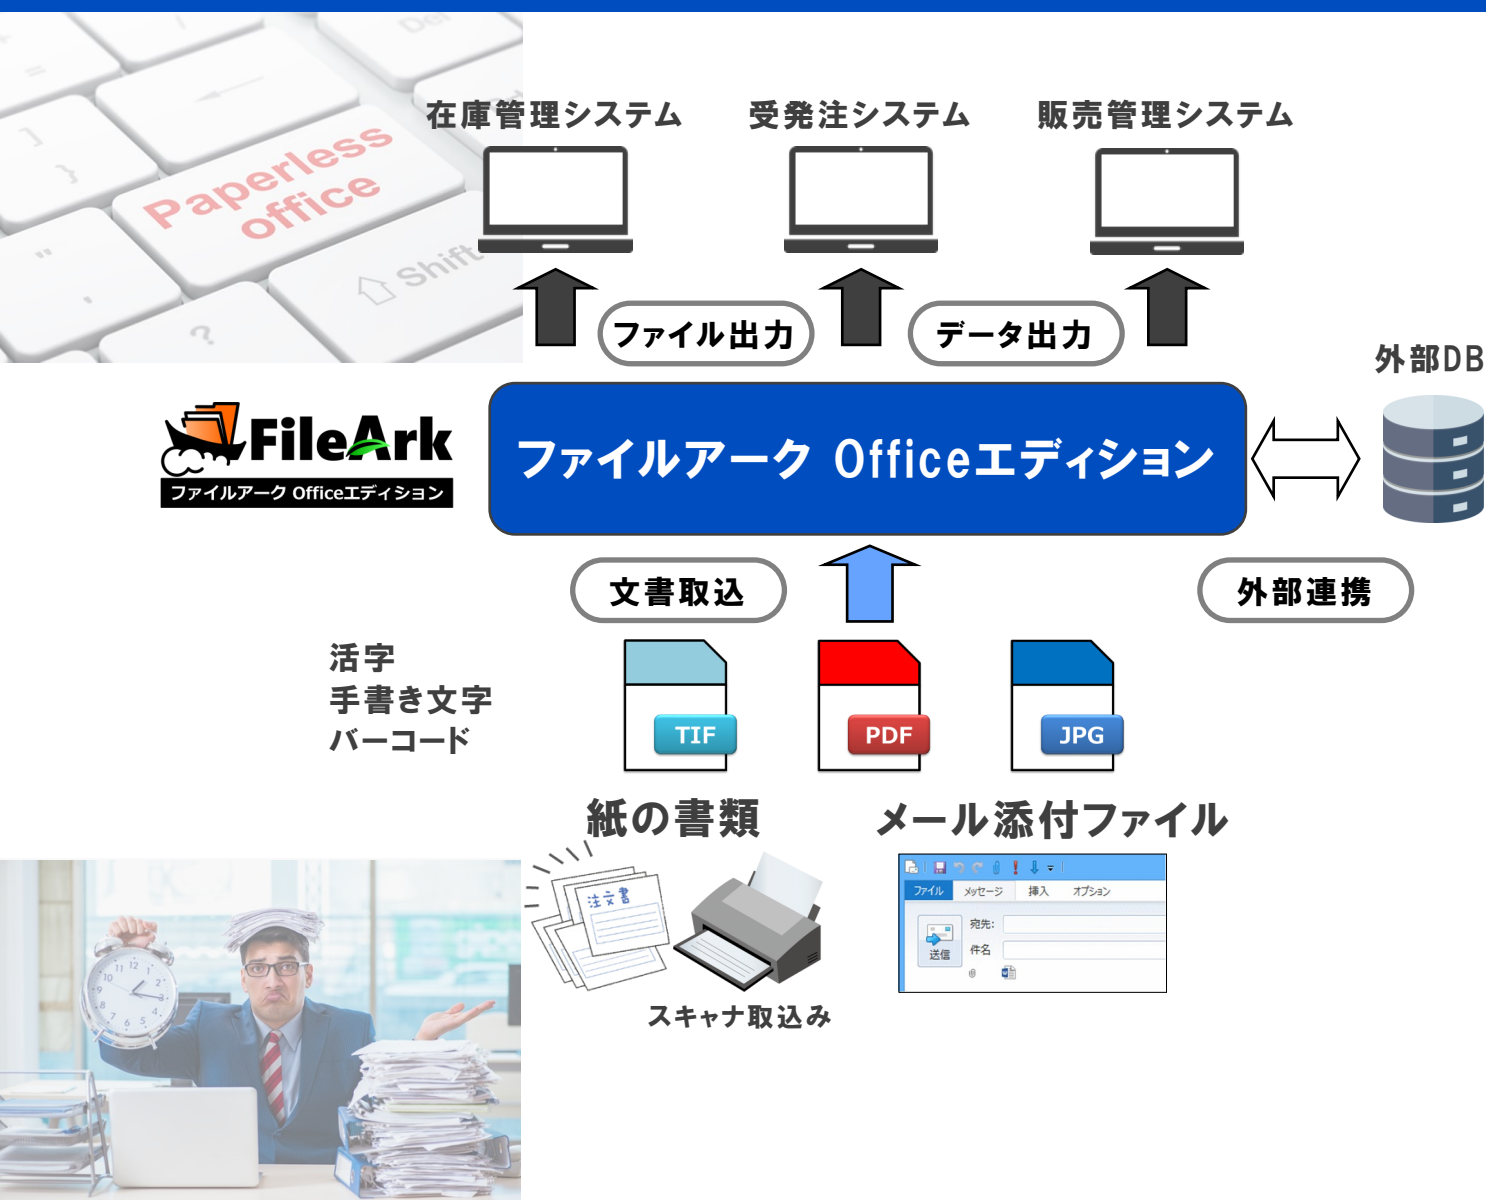 Paperless
office
Shift
在庫管理システム
受発注システム
販売管理システム
ファイル出力
データ出力
外部DB
FileArk
ファイルアーク Officeエディション
ファイルアーク Officeエディション
文書取込
外部連携
活字
手書き文字
バーコード
TIF
PDF
JPG
紙の書類
メール添付ファイル
注文書
スキャナ取込み
ファイル
メッセージ
挿入
オプション
宛先:
送信
件名